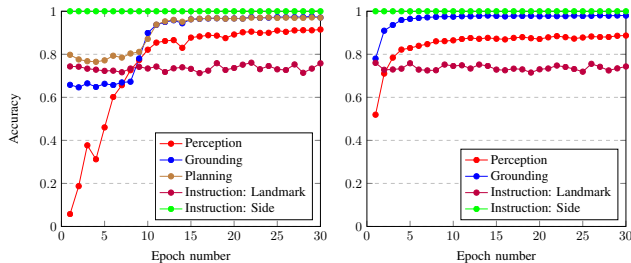 1
0.8
0.6
0.4
0.2
0
0 5 10 15 20 25 30
Accuracy
Epoch number
Perception
Grounding
Planning
Instruction: Landmark
Instruction: Side
1
0.8
0.6
0.4
0.2
0
0 5 10 15 20 25 30
Epoch number
Perception
Grounding
Instruction: Landmark
Instruction: Side